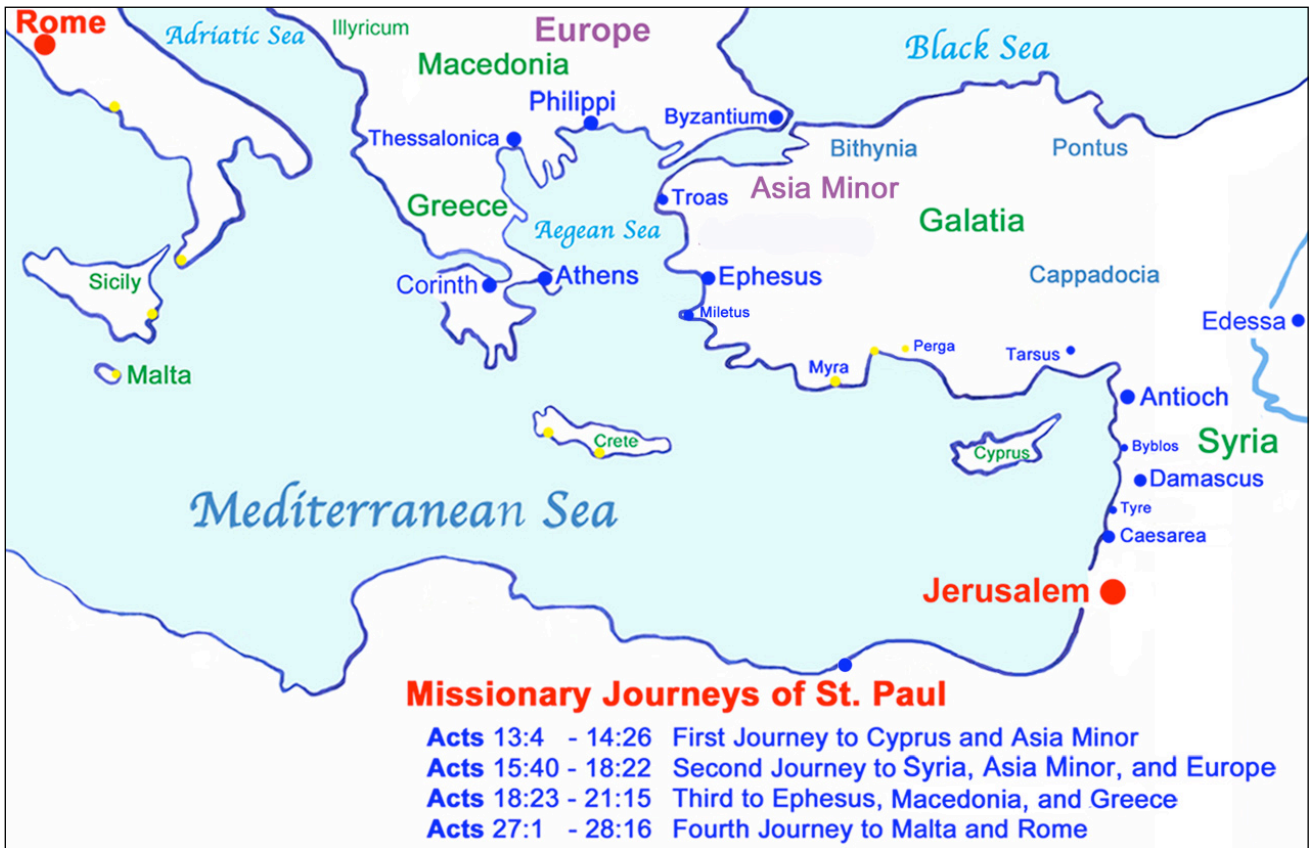 Rome
Adriatic Sea
Illyricum
Europe
Black Sea
Macedonia
Philippi
Byzantium
Thessalonica
Bithynia
Pontus
Asia Minor
Troas
Greece
Galatia
Aegean Sea
Sicily
Corinth
Athens
Ephesus
Cappadocia
Miletus
Edessa
Malta
Myra
Perga
Tarsus
Antioch
Crete
Cyprus
Byblos
Syria
Damascus
Mediterranean Sea
Tyre
Caesarea
Jerusalem
Missionary Journeys of St. Paul
Acts 13:4 - 14:26 First Journey to Cyprus and Asia Minor
Acts 15:40 - 18:22 Second Journey to Syria, Asia Minor, and Europe
Acts 18:23 - 21:15 Third to Ephesus, Macedonia, and Greece
Acts 27:1 - 28:16 Fourth Journey to Malta and Rome